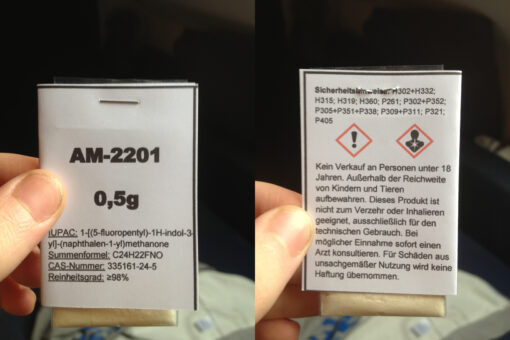 AM-2201
0,5g
IUPAC: 1-[(5-fluoropentyl)-1H-indol-3-
yl]-(naphthalen-1-yl)methanone
Summenformel: C24H22FNO
CAS-Nummer: 335161-24-5
Reinheitsgrad: ≥98%
Sicherheitshinweise: H302+H332;
H315; H319; H360; P261; P302+P352;
P305+P351+P338; P309+P311; P321;
P405
Kein Verkauf an Personen unter 18
Jahren. Außerhalb der Reichweite
von Kindern und Tieren
aufbewahren. Dieses Produkt ist
nicht zum Verzehr oder Inhalieren
geeignet, ausschließlich für den
technischen Gebrauch. Bei
möglicher Einnahme sofort einen
Arzt konsultieren. Für Schäden aus
unsachgemäßer Nutzung wird keine
Haftung übernommen.